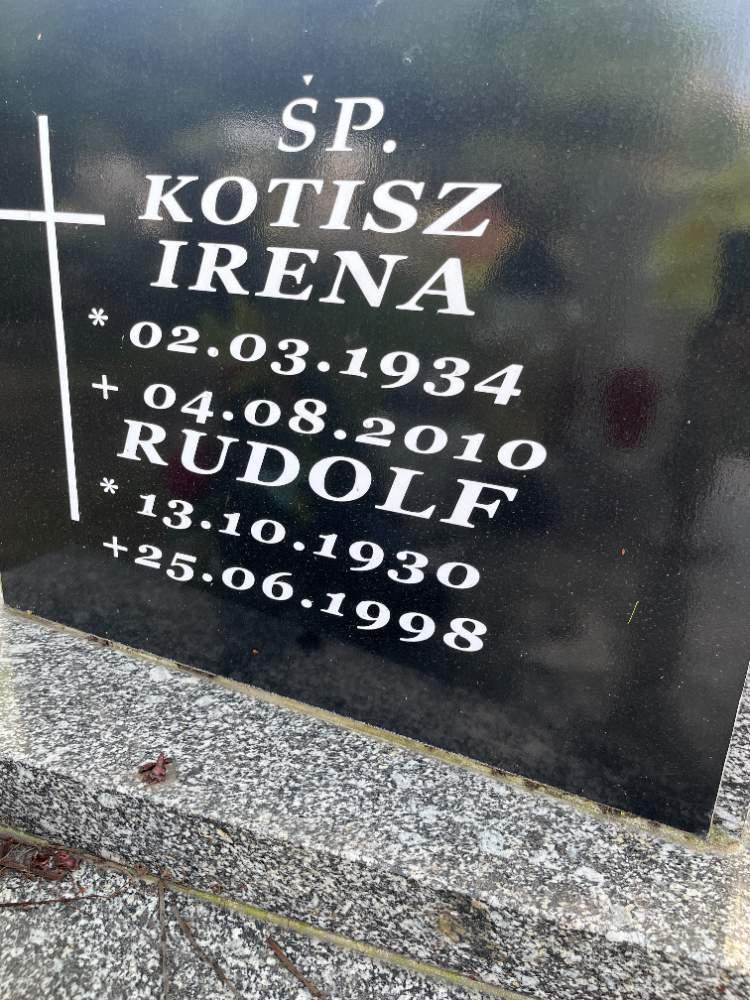 ŚP.
KOTISZ
IRENA
* 02.03.1934
+ 04.08.2010
RUDOLF
* 13.10.1930
+25.06.1998